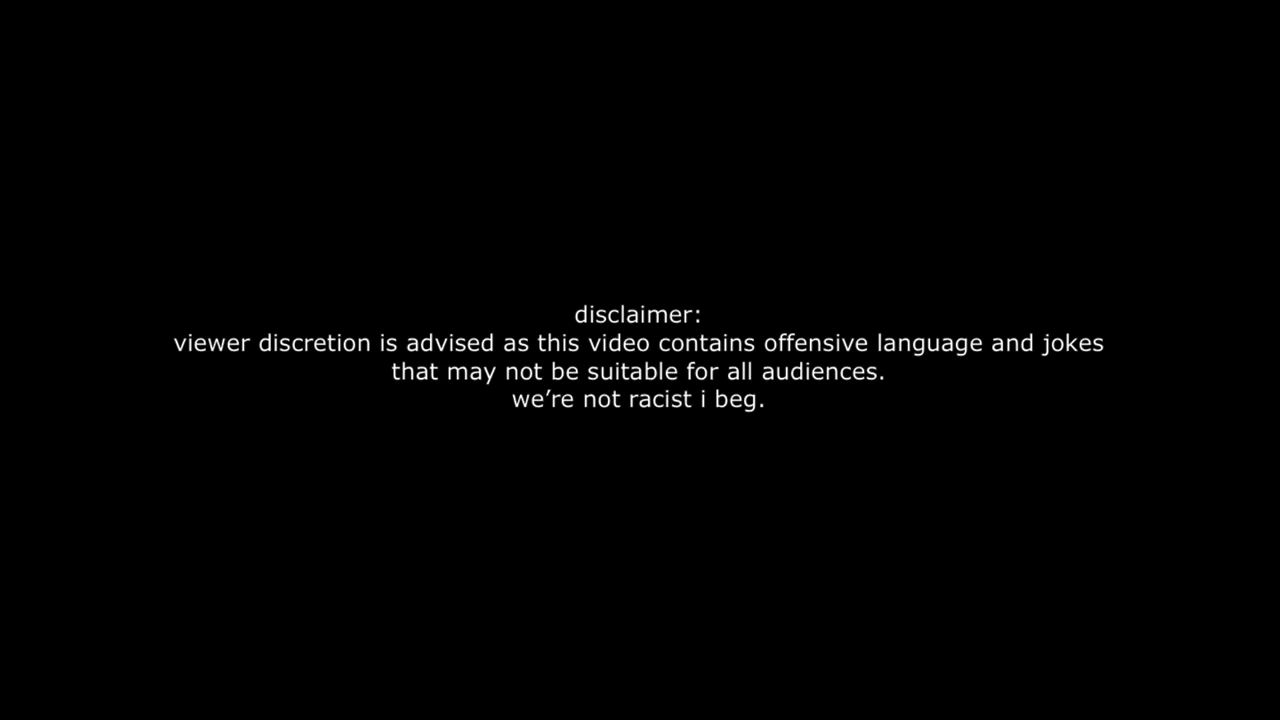 disclaimer:
viewer discretion is advised as this video contains offensive language and jokes
that may not be suitable for all audiences.
we’re not racist i beg.